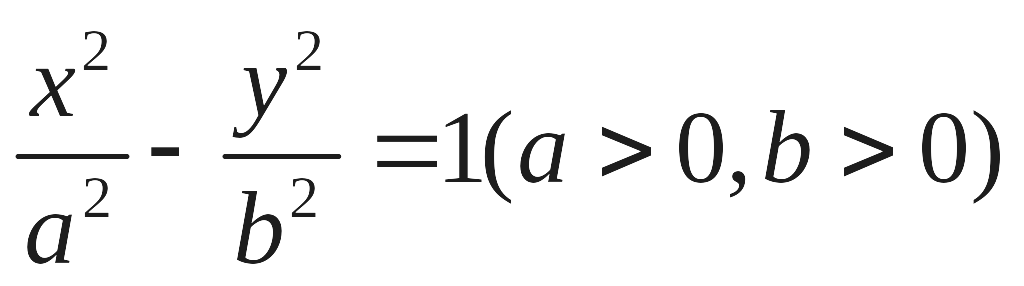 x²/a² - y²/b² =1(a > 0,b > 0)